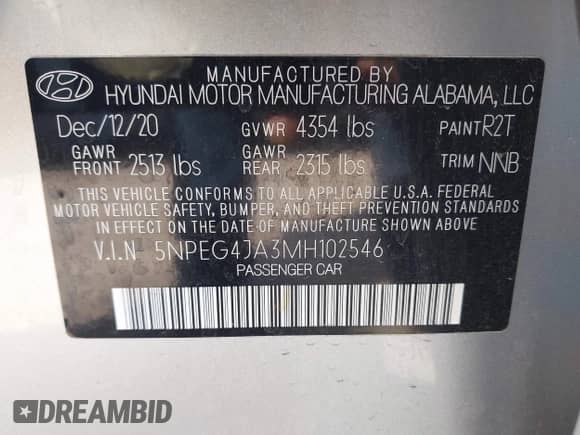 MANUFACTURED BY
HYUNDAI MOTOR MANUFACTURING ALABAMA, LLC
Dec/12/20 GVWR 4354 lbs PAINT R2T
GAWR FRONT 2513 lbs GAWR REAR 2315 lbs TRIM NNB
THIS VEHICLE CONFORMS TO ALL APPLICABLE U.S.A. FEDERAL
MOTOR VEHICLE SAFETY, BUMPER, AND THEFT PREVENTION STANDARDS
IN EFFECT ON THE DATE OF MANUFACTURE SHOWN ABOVE
V.I.N 5NPEG4JA3MH102546
PASSENGER CAR
DREAMBID